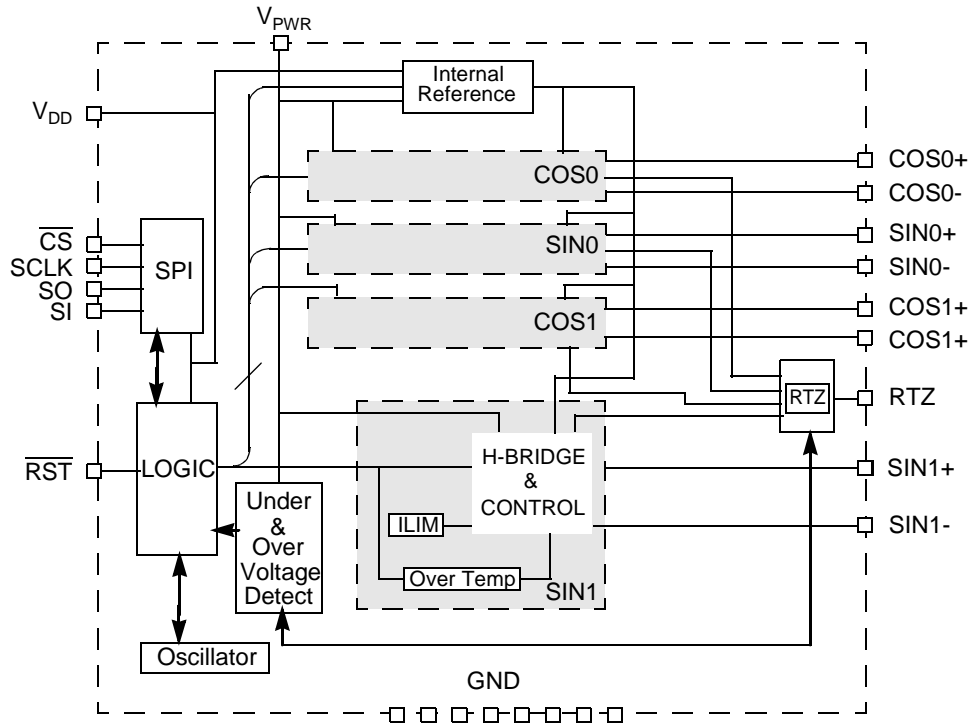 VPWR
VDD
Internal
Reference
COS0
COS0+
COS0-
SIN0
SIN0+
SIN0-
CS
SCLK
SO
SI
SPI
COS1
COS1+
COS1+
RTZ
RTZ
RST
LOGIC
H-BRIDGE
&
CONTROL
SIN1+
SIN1-
Under
&
Over
Voltage
Detect
ILIM
Over Temp
SIN1
Oscillator
GND